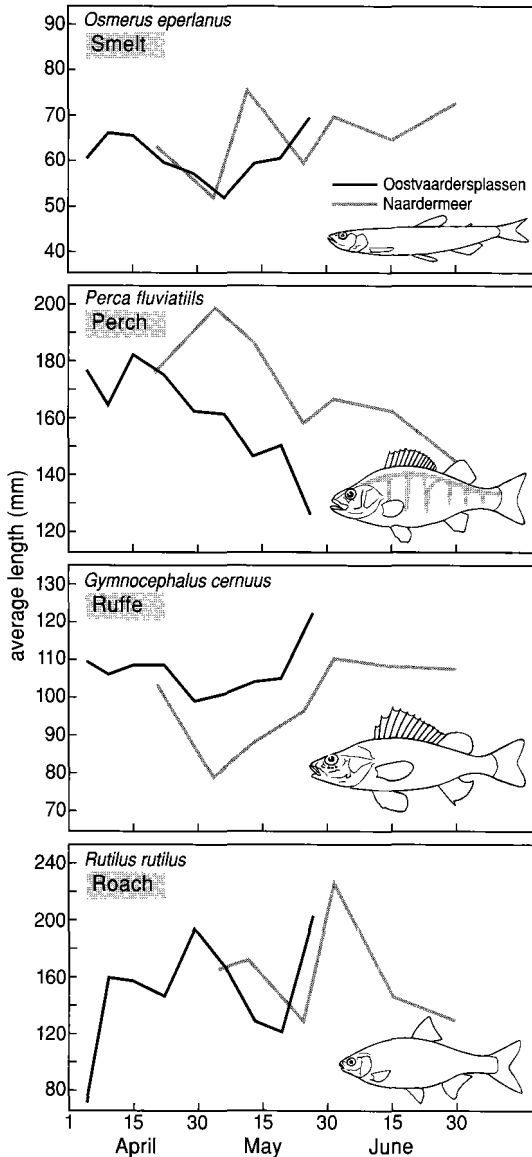 average length (mm)
90
80
70
60
50
40
Osmerus eperlanus
Smelt
Oostvaardersplassen
Naardermeer
200
180
160
140
120
Perca fluviatiils
Perch
130
120
110
100
90
80
70
Gymnocephalus cernuus
Ruffe
240
200
160
120
80
Rutilus rutilus
Roach
1 15 30 15 30 15 30
April May June